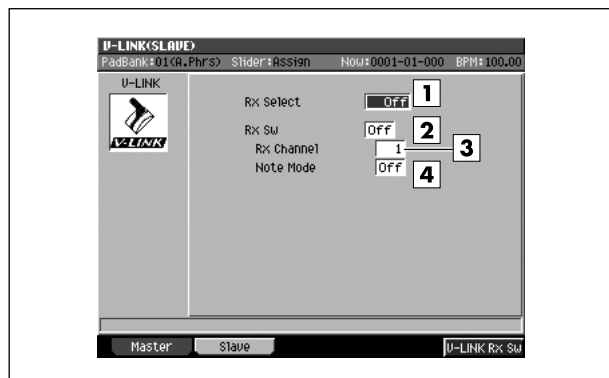 V-LINK(SLAVE)
PadBank:01(A.Phrs) Slider:Assign Now:0001-01-000 BPM:100.00
V-LINK
V-LINK
Rx Select Off 1
Rx Sw Off 2
Rx Channel 1 3
Note Mode Off 4
Master Slave V-LINK Rx Sw